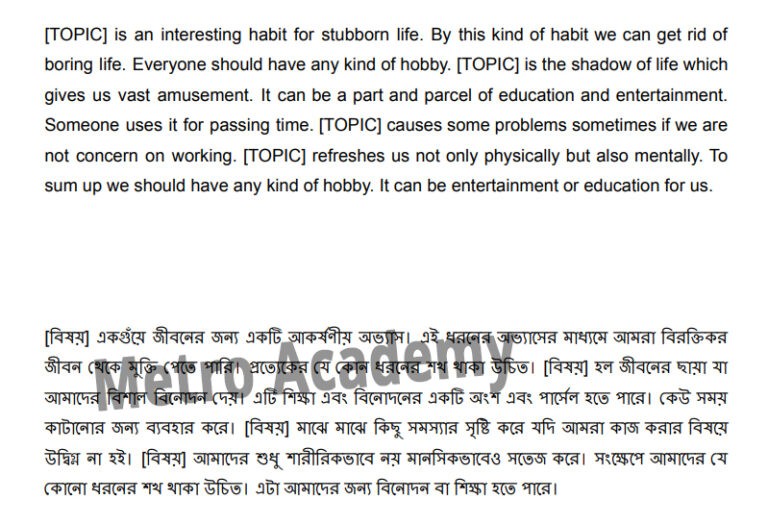 [TOPIC] is an interesting habit for stubborn life. By this kind of habit we can get rid of
boring life. Everyone should have any kind of hobby. [TOPIC] is the shadow of life which
gives us vast amusement. It can be a part and parcel of education and entertainment.
Someone uses it for passing time. [TOPIC] causes some problems sometimes if we are
not concern on working. [TOPIC] refreshes us not only physically but also mentally. To
sum up we should have any kind of hobby. It can be entertainment or education for us.
[বিষয়] একগুঁয়ে জীবনের জন্য একটি আকর্ষণীয় অভ্যাস। এই ধরনের অভ্যাসের মাধ্যমে আমরা বিরক্তিকর
জীবন থেকে মুক্তি পেতে পারি। প্রত্যেকের যে কোন ধরনের শখ থাকা উচিত। [বিষয়] হল জীবনের ছায়া যা
আমাদের বিশাল বিনোদন দেয়। এটি শিক্ষা এবং বিনোদনের একটি অংশ এবং পার্সেল হতে পারে। কেউ সময়
কাটানোর জন্য ব্যবহার করে। [বিষয়] মাঝে মাঝে কিছু সমস্যার সৃষ্টি করে যদি আমরা কাজ করার বিষয়ে
উদ্বিগ্ন না হই। [বিষয়] আমাদের শুধু শারীরিকভাবে নয় মানসিকভাবেও সতেজ করে। সংক্ষেপে আমাদের যে
কোনো ধরনের শখ থাকা উচিত। এটা আমাদের জন্য বিনোদন বা শিক্ষা হতে পারে।
Metro Academy